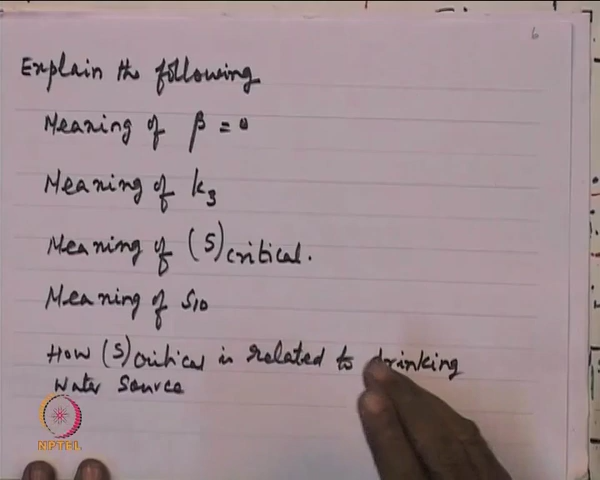 6
Explain the following
Meaning of β = 0
Meaning of k3
Meaning of (S)critical.
Meaning of S10
How (S)critical is related to drinking
water source
NPTEL